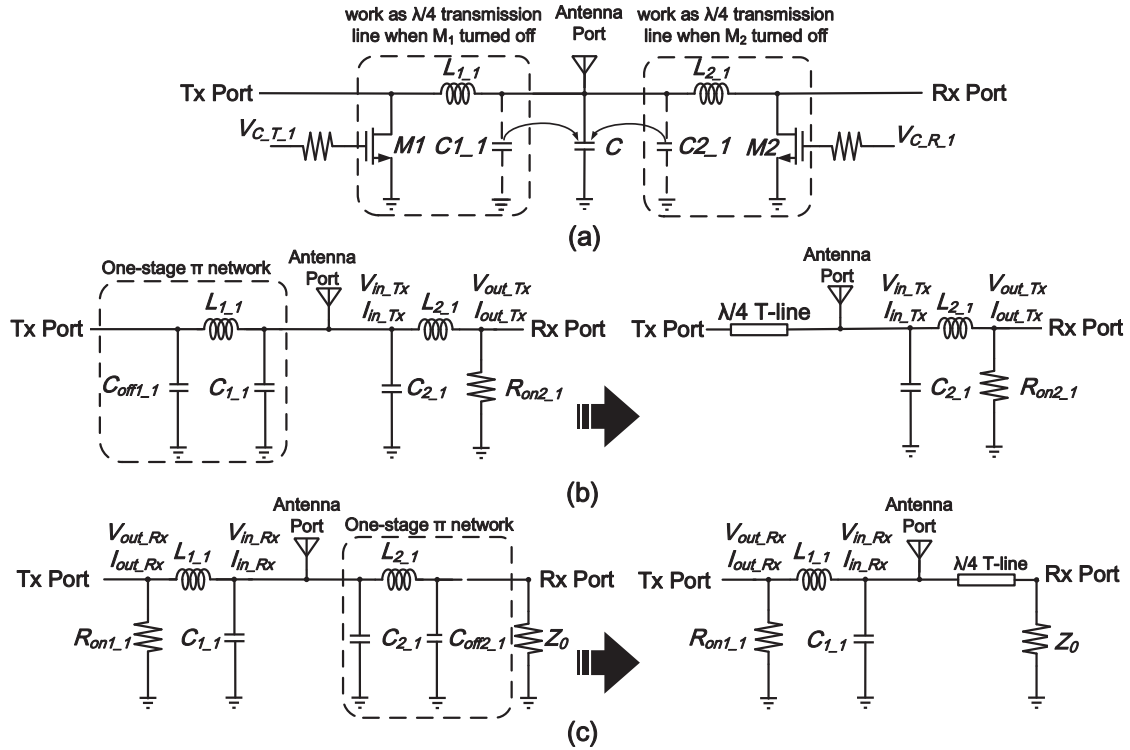 work as λ/4 transmission
line when M1 turned off
Antenna
Port
work as λ/4 transmission
line when M2 turned off
Tx Port
L1_1
L2_1
Rx Port
VC_T_1
M1
C1_1
C
C2_1
M2
VC_R_1
(a)
One-stage π network
Antenna
Port
Vin_Tx
Iin_Tx
L2_1
Vout_Tx
Iout_Tx
Tx Port
L1_1
Rx Port
Coff1_1
C1_1
C2_1
Ron2_1
Antenna
Port
Vin_Tx
Iin_Tx
L2_1
Vout_Tx
Iout_Tx
Tx Port
λ/4 T-line
Rx Port
C2_1
Ron2_1
(b)
Vout_Rx
Iout_Rx
L1_1
Vin_Rx
Iin_Rx
Antenna
Port
One-stage π network
L2_1
Tx Port
Rx Port
Ron1_1
C1_1
C2_1
Coff2_1
Z0
Vout_Rx
Iout_Rx
L1_1
Vin_Rx
Iin_Rx
Antenna
Port
λ/4 T-line
Tx Port
Rx Port
Ron1_1
C1_1
Z0
(c)